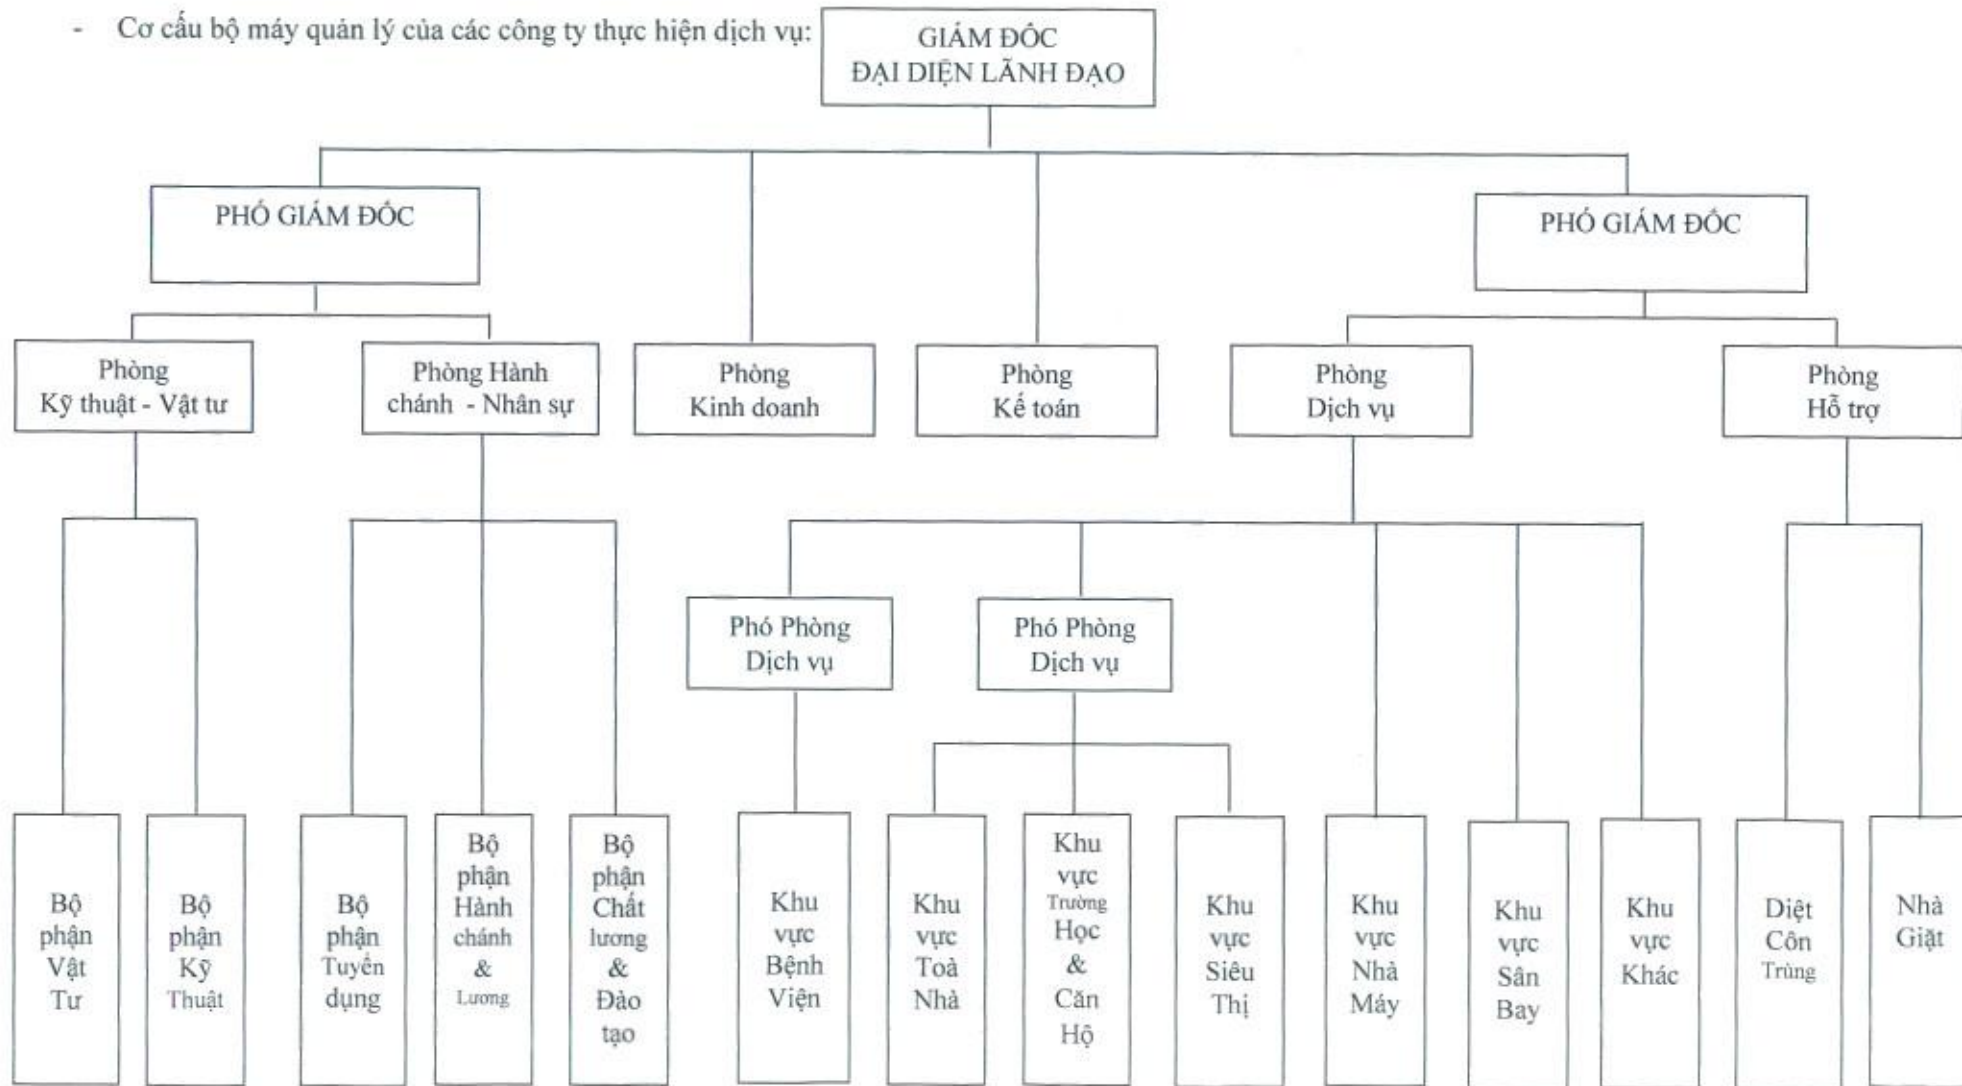 - Cơ cấu bộ máy quản lý của các công ty thực hiện dịch vụ:
GIÁM ĐỐC
ĐẠI DIỆN LÃNH ĐẠO
PHÓ GIÁM ĐỐC
PHÓ GIÁM ĐỐC
Phòng
Kỹ thuật - Vật tư
Phòng Hành
chánh - Nhân sự
Phòng
Kinh doanh
Phòng
Kế toán
Phòng
Dịch vụ
Phòng
Hỗ trợ
Phó Phòng
Dịch vụ
Phó Phòng
Dịch vụ
Bộ
phận
Vật
Tư
Bộ
phận
Kỹ
Thuật
Bộ
phận
Tuyển
dụng
Bộ
phận
Hành
chánh
&
Lương
Bộ
phận
Chất
lương
&
Đào
tạo
Khu
vực
Bệnh
Viện
Khu
vực
Toà
Nhà
Khu
vực
Trường
Học
&
Căn
Hộ
Khu
vực
Siêu
Thị
Khu
vực
Nhà
Máy
Khu
vực
Sân
Bay
Khu
vực
Khác
Diệt
Côn
Trùng
Nhà
Giặt